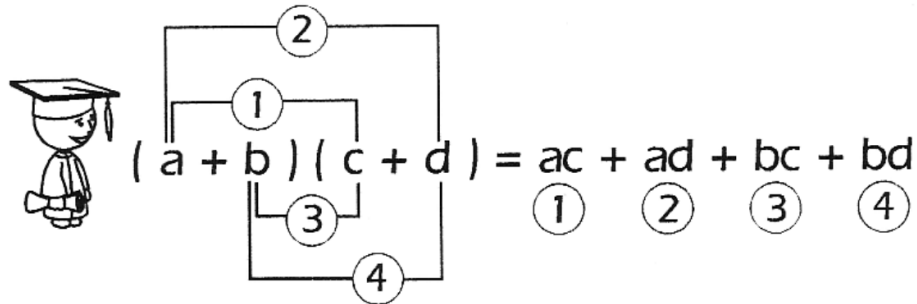 ②
①
( a + b ) ( c + d ) = ac + ad + bc + bd
③ ① ② ③ ④
④